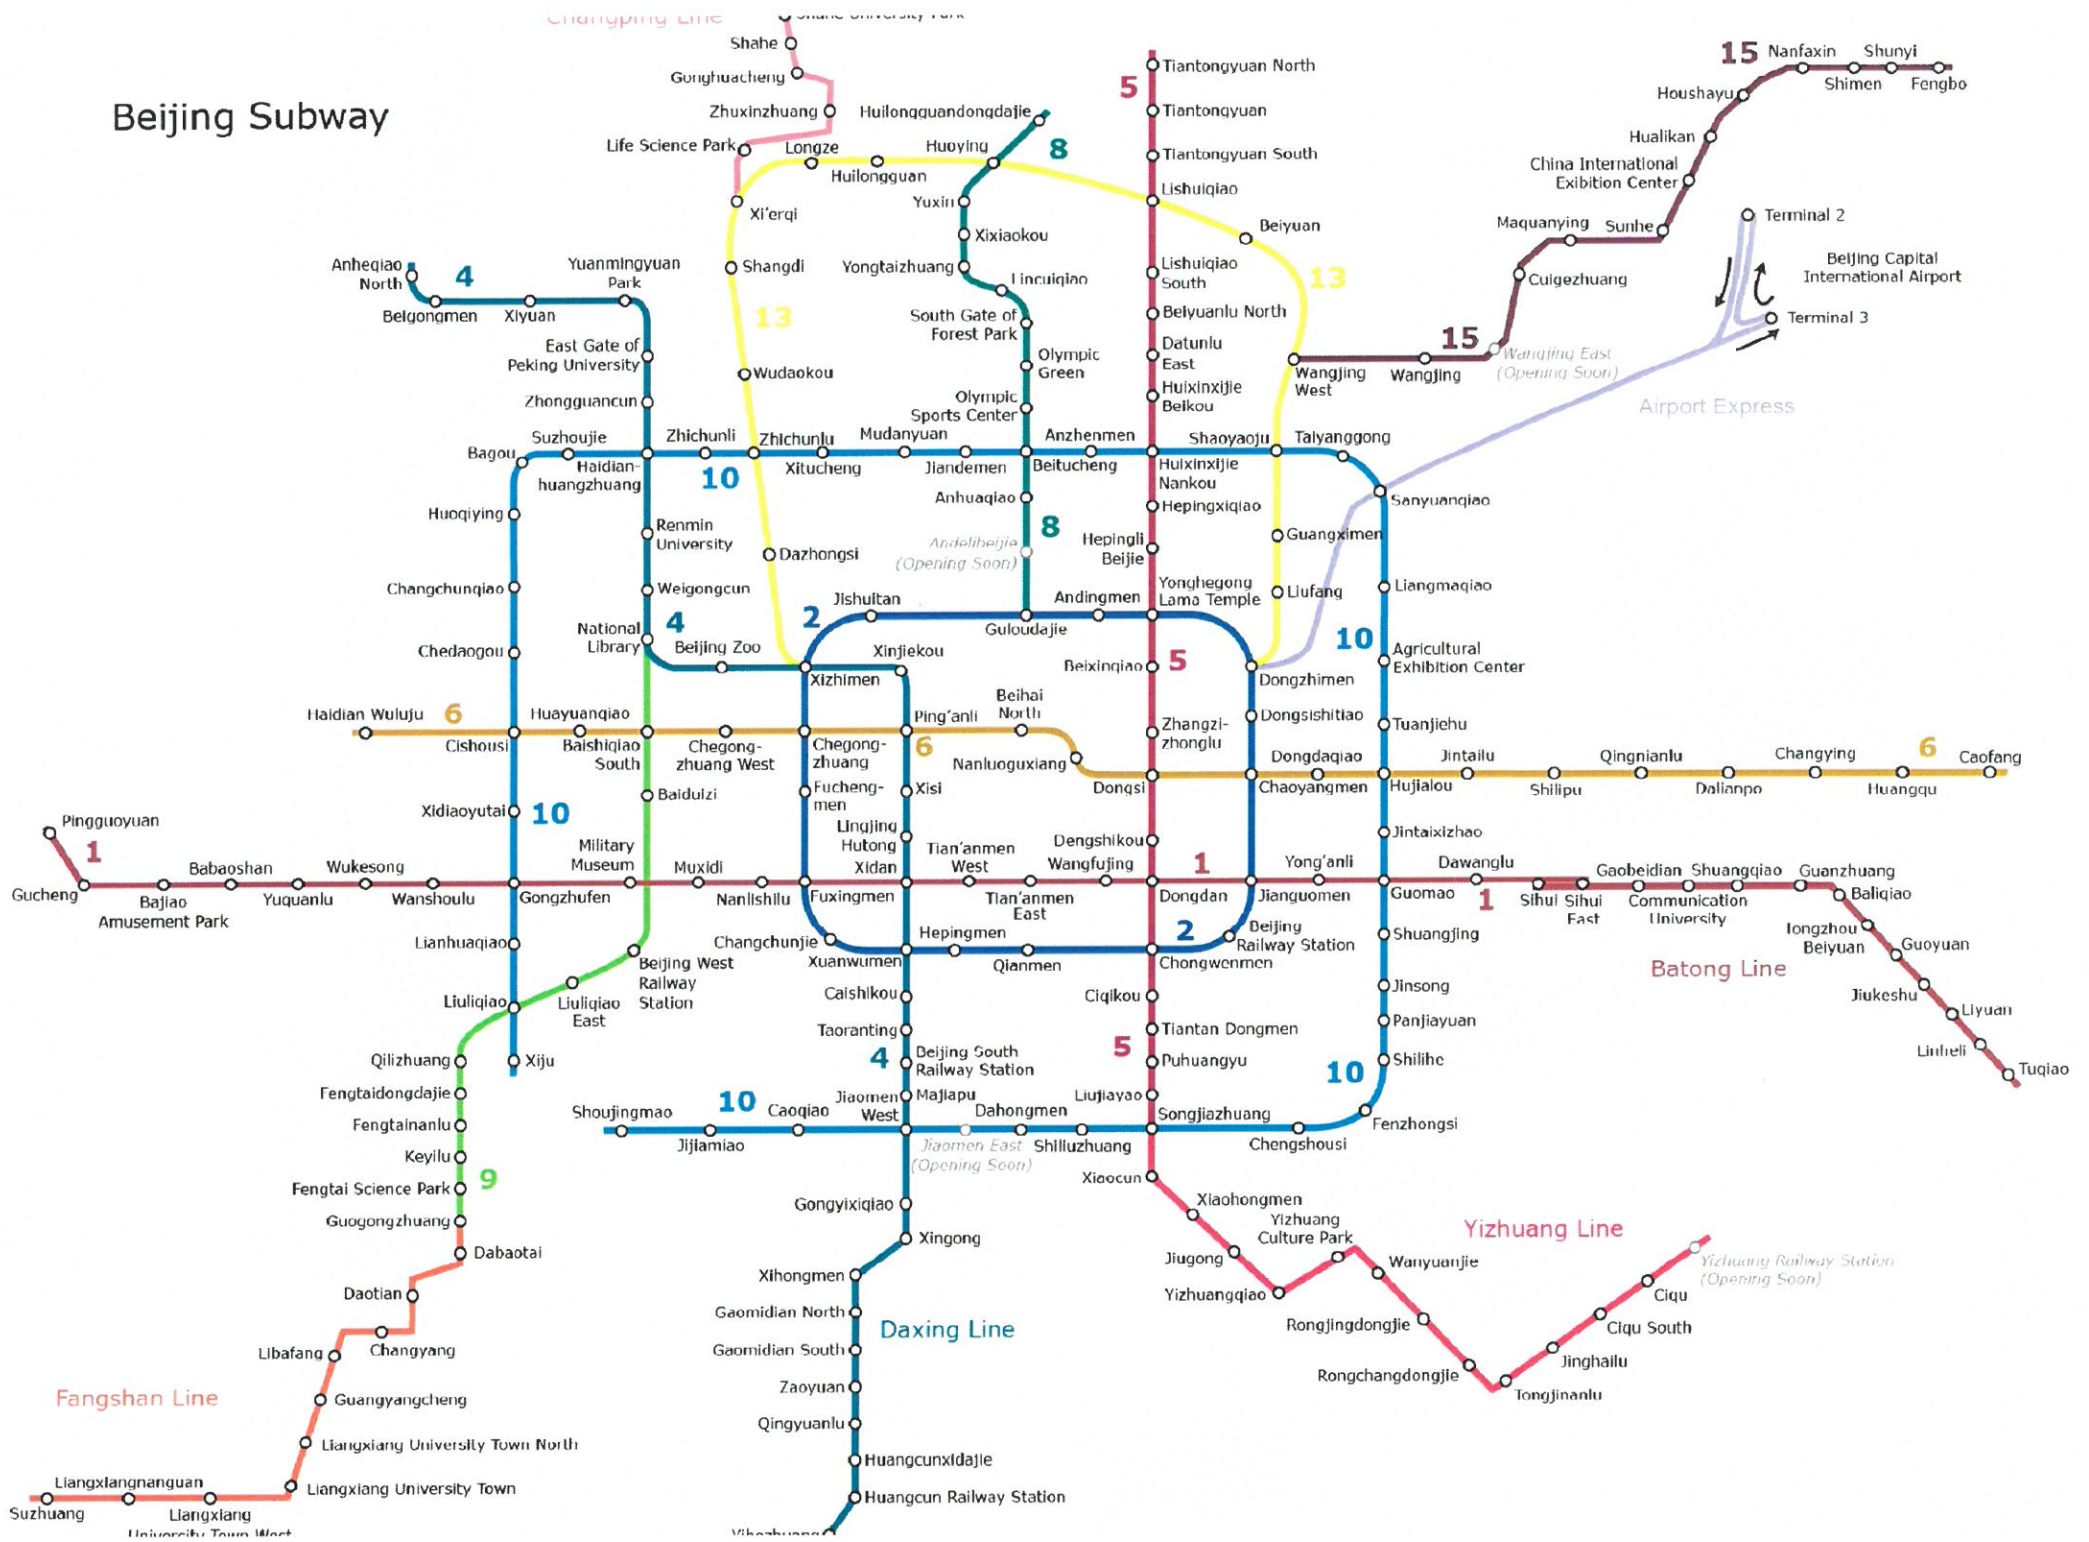 Changping Line
Shahe University Park
Shahe
Gonghuacheng
Zhuxinzhuang
Life Science Park
Beijing Subway
Longze
Huilongguan
Huoying
Huilongguandongdajie
8
Yuxin
Xixiaokou
Yongtaizhuang
Lincuiqiao
South Gate of
Forest Park
Olympic
Green
Olympic
Sports Center
5
Tiantongyuan North
Tiantongyuan
Tiantongyuan South
Lishuiqiao
Beiyuan
Lishuiqiao
South
Beiyuanlu North
Datunlu
East
Huixinxijie
Beikou
13
15
Nanfaxin
Shunyi
Shimen
Fengbo
Houshayu
Hualikan
China International
Exibition Center
Maquanying
Sunhe
Cuigezhuang
15
Wangjing East
(Opening Soon)
Wangjing
West
Wangjing
Terminal 2
Beijing Capital
International Airport
Terminal 3
Airport Express
Xi'erqi
Shangdi
13
Wudaokou
Anheqiao
North
4
Beigongmen
Xiyuan
Yuanmingyuan
Park
East Gate of
Peking University
Zhongguancun
Bagou
Suzhoujie
Haidian-
huangzhuang
Zhichunli
10
Zhichunlu
Xitucheng
Mudanyuan
Jiandemen
Beitucheng
Anzhenmen
Huixinxijie
Nankou
Shaoyaoju
Taiyanggong
Sanyuanqiao
Huoqiying
Renmin
University
Dazhongsi
Anhuaqiao
8
Andelibeijie
(Opening Soon)
Hepingxiqiao
Hepingli
Beijie
Guangximen
Liufang
Liangmaqiao
Changchunqiao
Weigongcun
Chedaogou
National
Library
4
Beijing Zoo
2
Jishuitan
Guloudajie
Andingmen
Yonghegong
Lama Temple
10
Agricultural
Exhibition Center
Xizhimen
Xinjiekou
Beixinqiao
5
Dongzhimen
Dongsishitiao
Tuanjiehu
Haidian Wuluju
6
Cishousi
Huayuanqiao
Baishiqiao
South
Chegong-
zhuang West
Chegong-
zhuang
Ping'anli
6
Beihai
North
Nanluoguxiang
Zhangzi-
zhonglu
Dongsi
Chaoyangmen
Dongdaqiao
Hujialou
Jintailu
Shilipu
Qingnianlu
Dalianpo
Changying
6
Huangqu
Caofang
Xidiaoyutai
10
Baiduizi
Fucheng-
men
Xisi
Lingjing
Hutong
Dengshikou
Jintaixizhao
Pingguoyuan
1
Gucheng
Bajiao
Amusement Park
Babaoshan
Yuquanlu
Wukesong
Wanshoulu
Gongzhufen
Military
Museum
Muxidi
Nanlishilu
Fuxingmen
Xidan
Tian'anmen
West
Tian'anmen
East
Wangfujing
Dongdan
1
Jianguomen
Yong'anli
Guomao
Dawanglu
1
Sihui
Sihui
East
Gaobeidian
Communication
University
Shuangqiao
Guanzhuang
Baliqiao
Tongzhou
Beiyuan
Guoyuan
Jiukeshu
Liyuan
Linheli
Tuqiao
Batong Line
Lianhuaqiao
Liuliqiao
Liuliqiao
East
Beijing West
Railway
Station
Changchunjie
Xuanwumen
Hepingmen
Qianmen
2
Chongwenmen
Beijing
Railway Station
Shuangjing
Jinsong
Panjiayuan
Shilihe
10
Fenzhongsi
Xiju
Qilizhuang
Fengtaidongdajie
Fengtainanlu
Keyilu
Fengtai Science Park
9
Guogongzhuang
Dabaotai
Daotian
Changyang
Libafang
Guangyangcheng
Liangxiang University Town North
Liangxiang University Town
Fangshan Line
Liangxiangnanguan
Suzhuang
Liangxiang
University Town West
Caishikou
Taoranting
4
Beijing South
Railway Station
Majiapu
Jiaomen
West
Shoujingmao
10
Jijiamiao
Caoqiao
Jiaomen East
(Opening Soon)
Dahongmen
Shiliuzhuang
Ciqikou
Tiantan Dongmen
5
Puhuangyu
Liujiayao
Songjiazhuang
Chengshousi
Gongyixiqiao
Xingong
Xihongmen
Gaomidian North
Daxing Line
Gaomidian South
Zaoyuan
Qingyuanlu
Huangcunxidajie
Huangcun Railway Station
Yihezhuang
Xiaocun
Xiaohongmen
Jiugong
Yizhuangqiao
Yizhuang
Culture Park
Wanyuanjie
Rongjingdongjie
Rongchangdongjie
Tongjinanlu
Jinghailu
Ciqu South
Ciqu
Yizhuang Line
Yizhuang Railway Station
(Opening Soon)